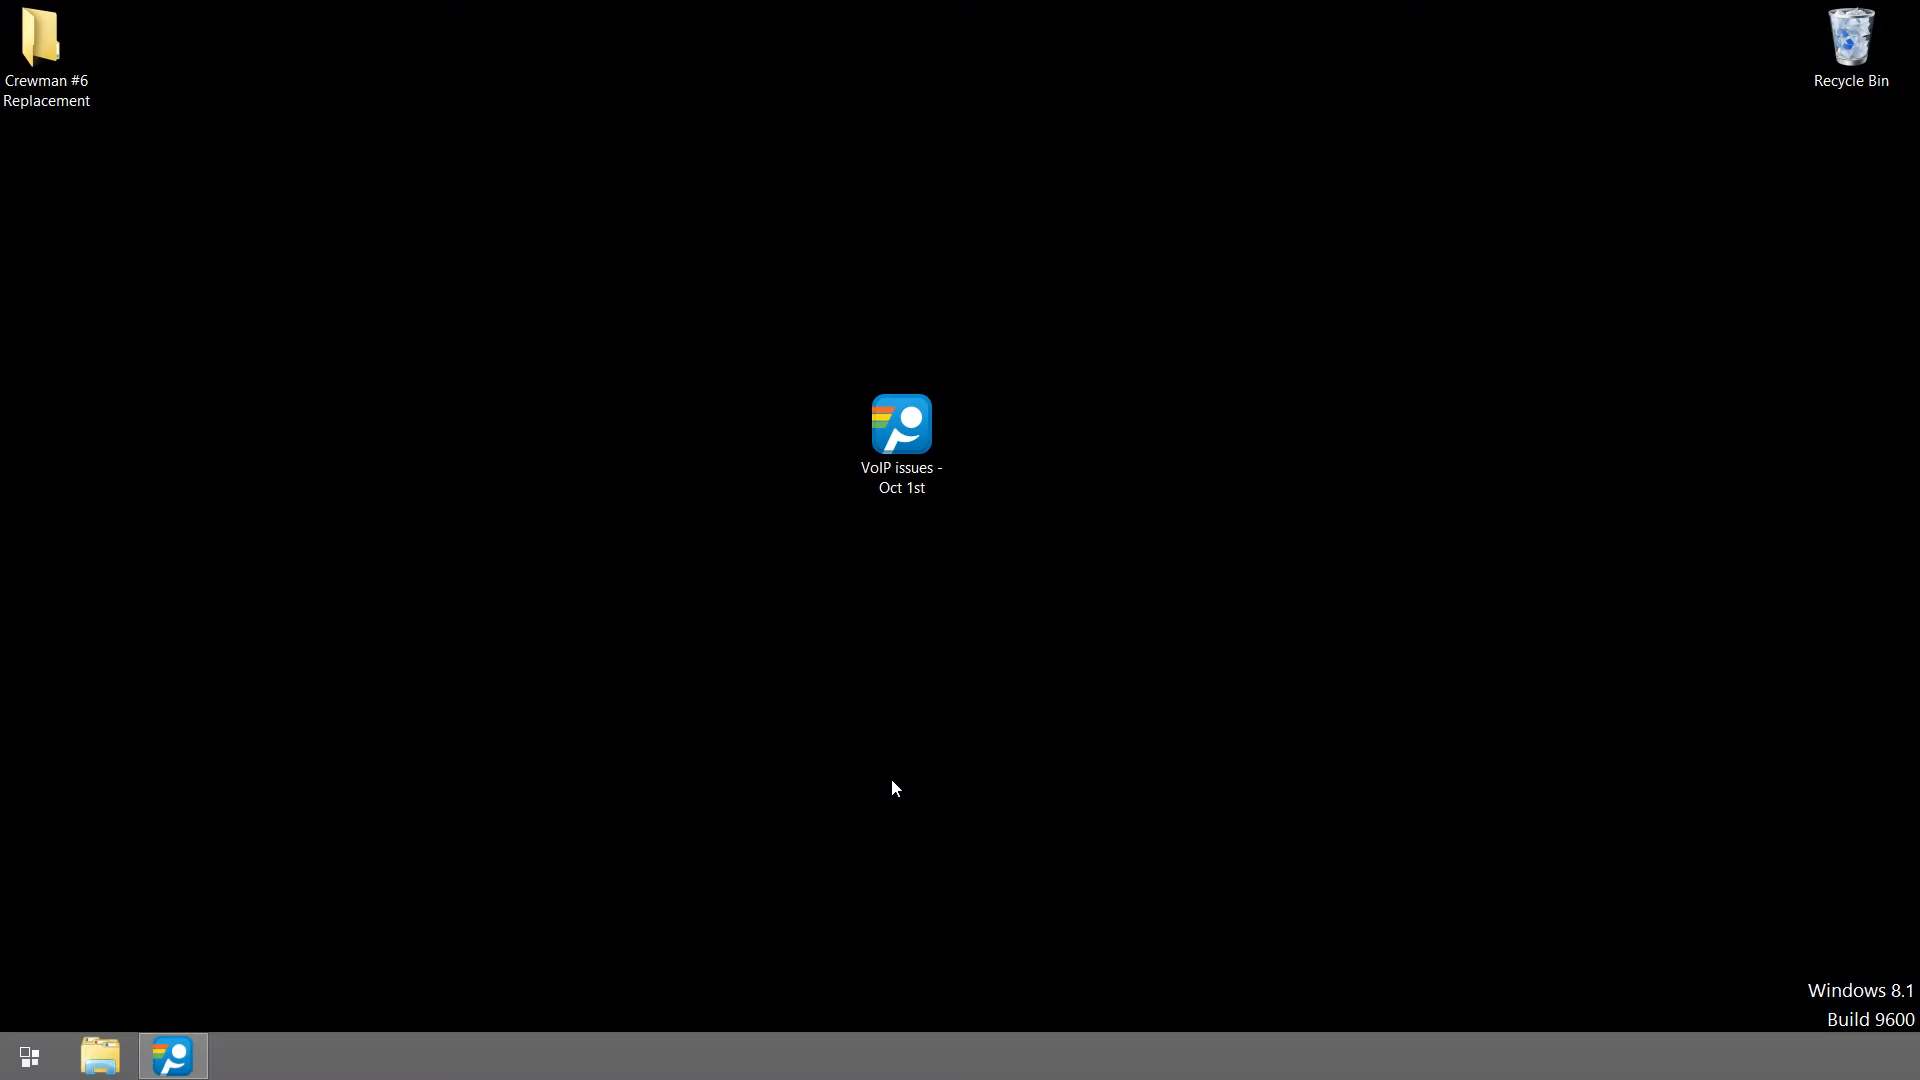 Crewman #6
Replacement
Recycle Bin
VoIP issues -
Oct 1st
Windows 8.1
Build 9600